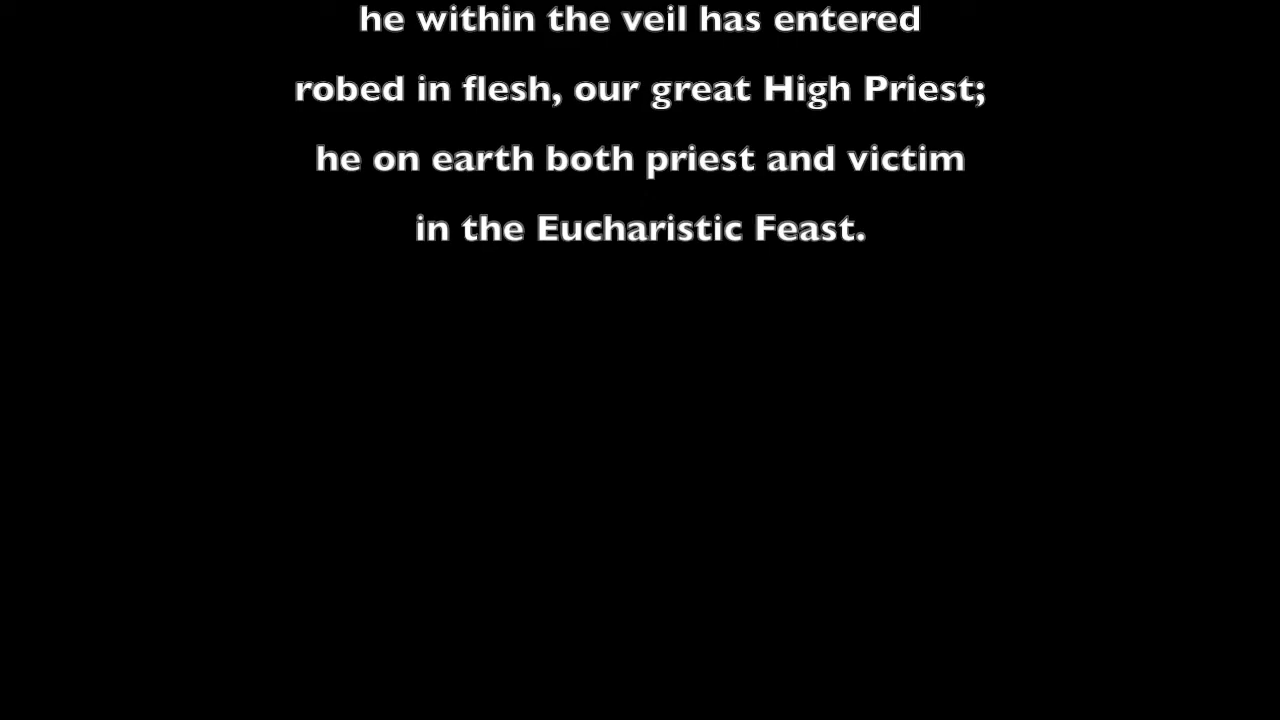 he within the veil has entered
robed in flesh, our great High Priest;
he on earth both priest and victim
in the Eucharistic Feast.